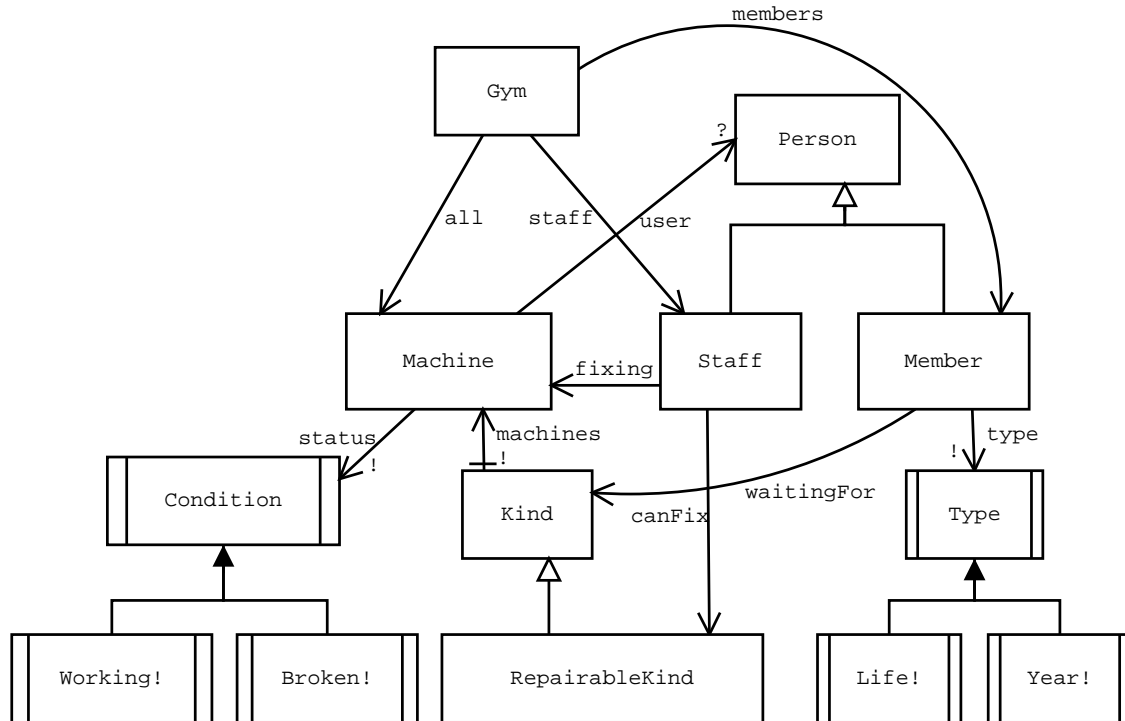 members
Gym
?
Person
all
staff
user
Machine
fixing
Staff
Member
status
!
machines
!
type
!
Condition
Kind
canFix
waitingFor
Type
Working!
Broken!
RepairableKind
Life!
Year!